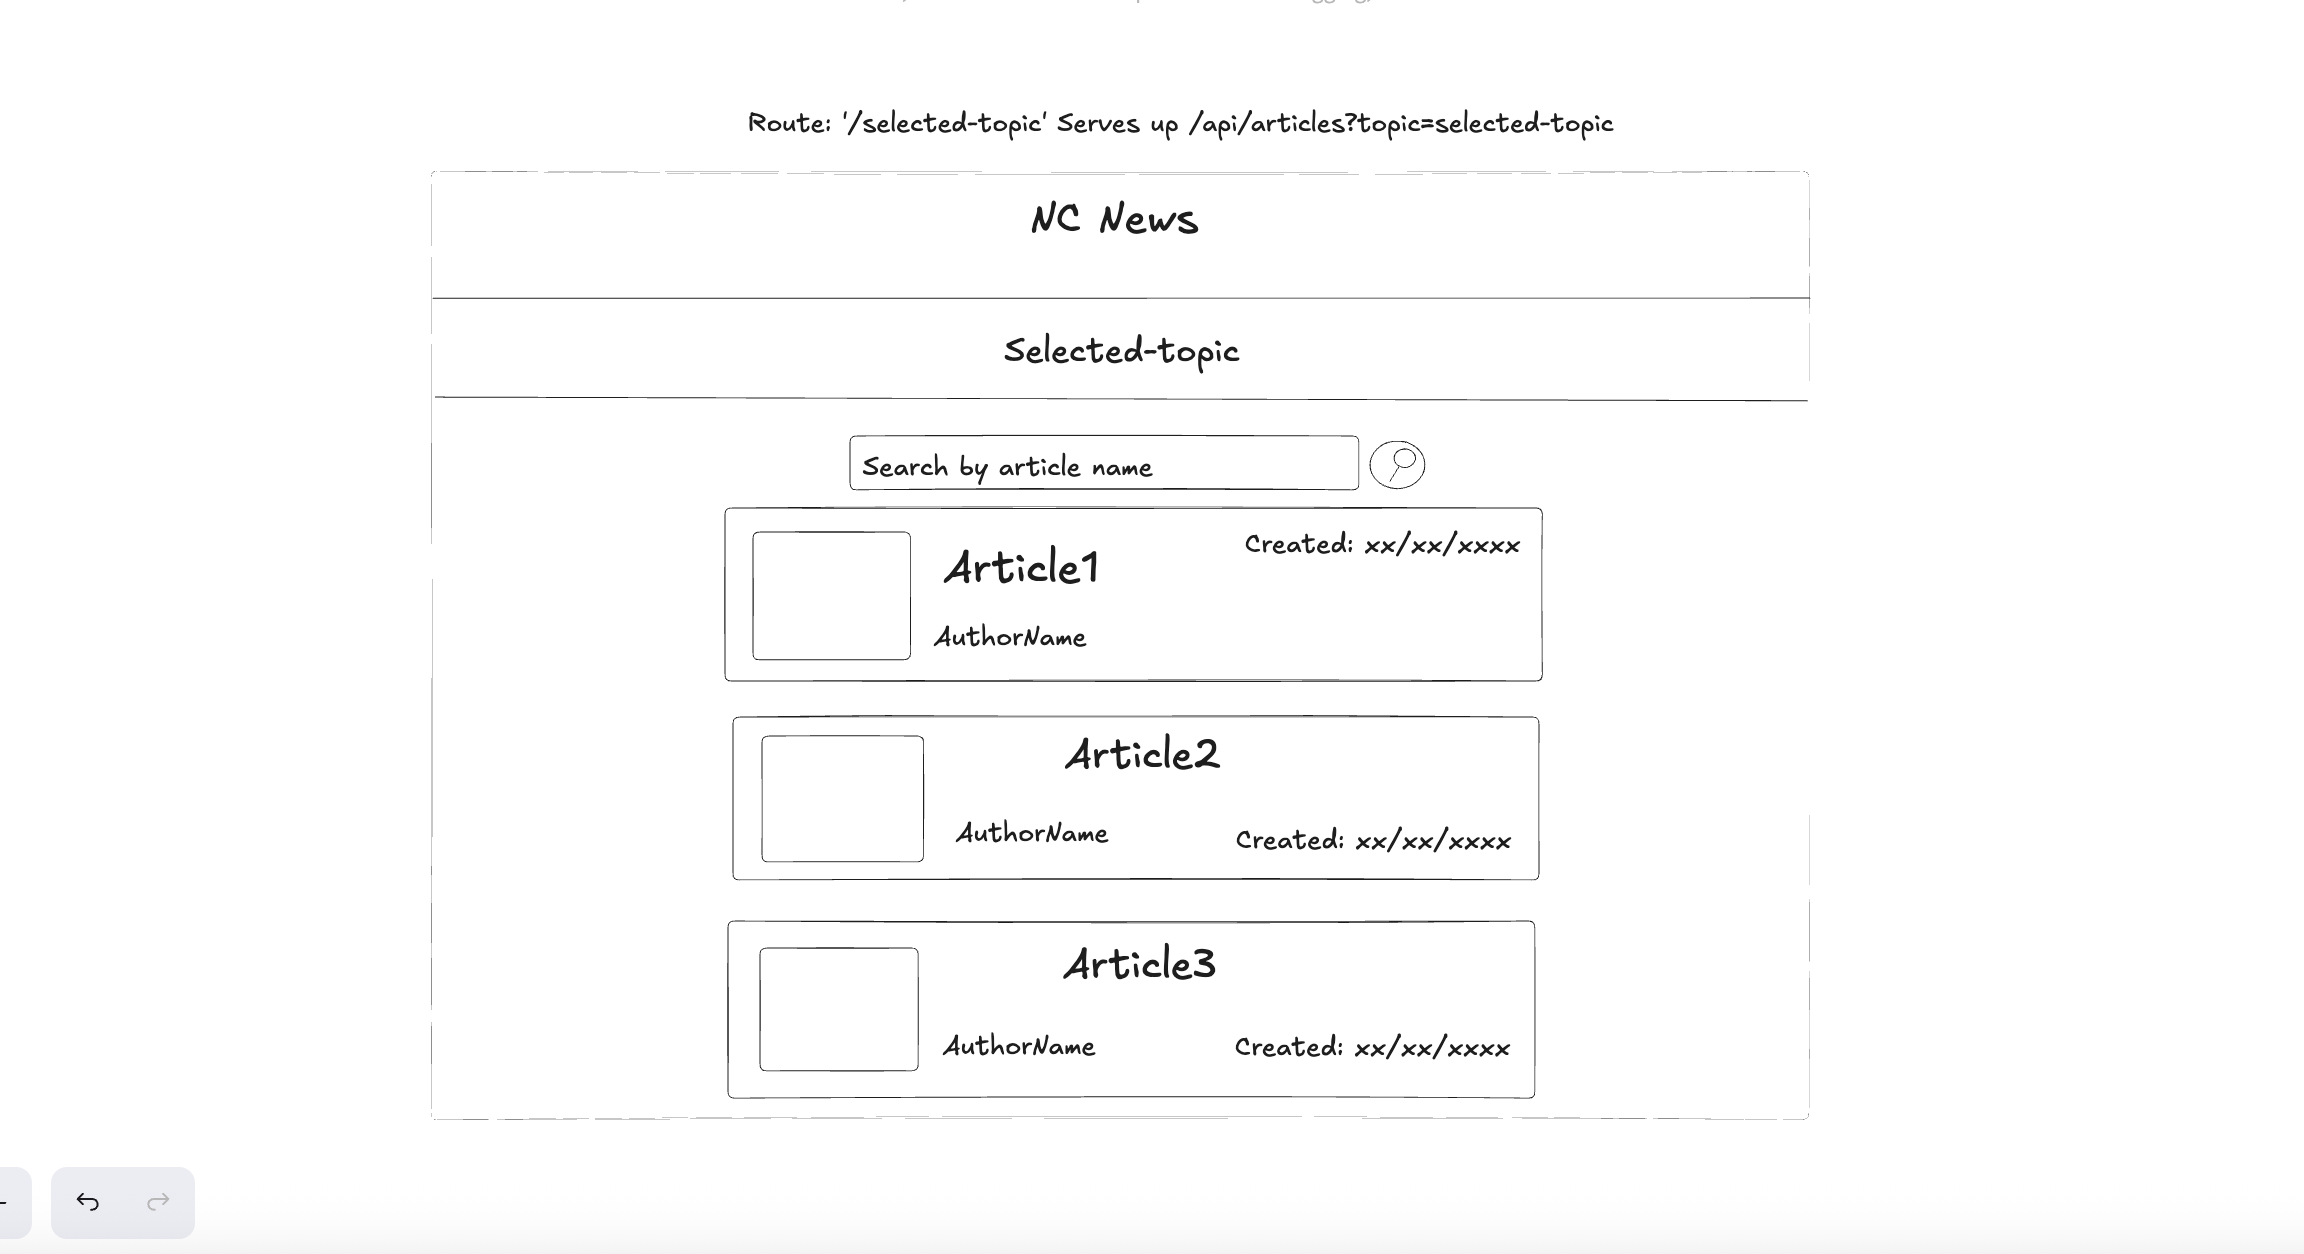 Route: '/selected-topic' Serves up /api/articles?topic=selected-topic
NC News
Selected-topic
Search by article name
Article1
Created: xx/xx/xxxx
AuthorName
Article2
AuthorName
Created: xx/xx/xxxx
Article3
AuthorName
Created: xx/xx/xxxx